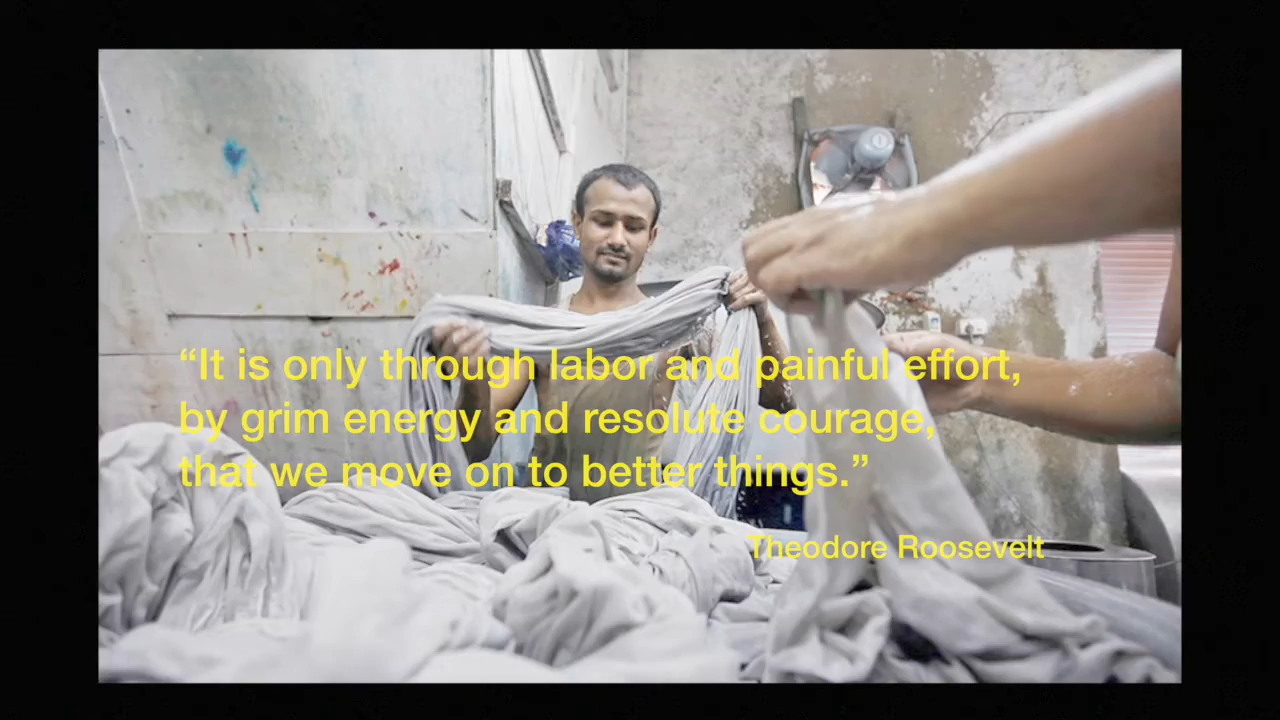 “It is only through labor and painful effort,
by grim energy and resolute courage,
that we move on to better things.”
Theodore Roosevelt